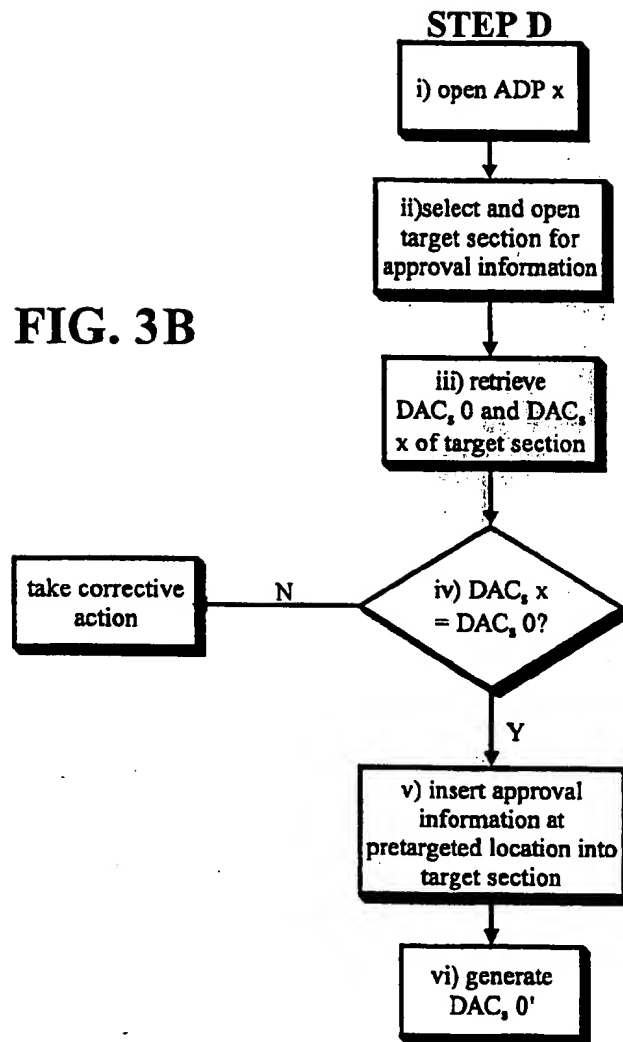 STEP D
i) open ADP x
ii)select and open
target section for
approval information
FIG. 3B
iii) retrieve
DACₛ 0 and DACₛ
x of target section
take corrective
action
N
iv) DACₛ x
= DACₛ 0?
Y
v) insert approval
information at
pretargeted location into
target section
vi) generate
DACₛ 0'